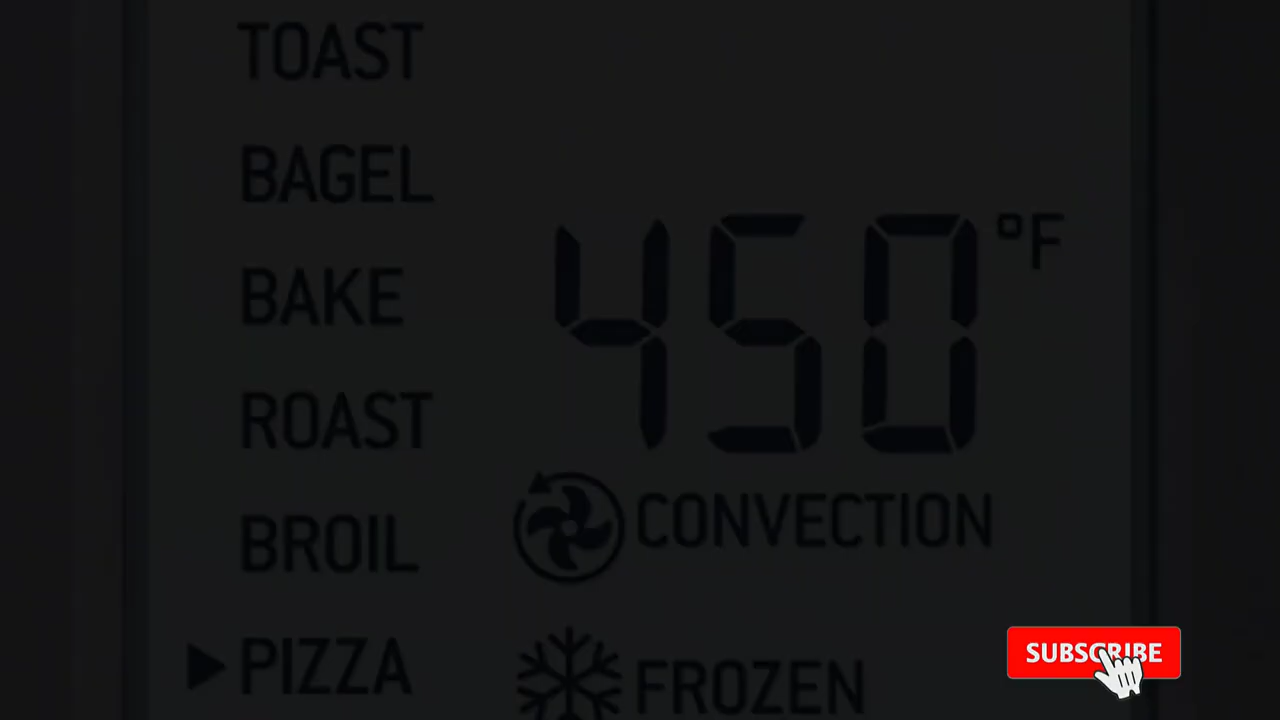 TOAST
BAGEL
BAKE
450 °F
ROAST
CONVECTION
BROIL
PIZZA
FROZEN
SUBSCRIBE